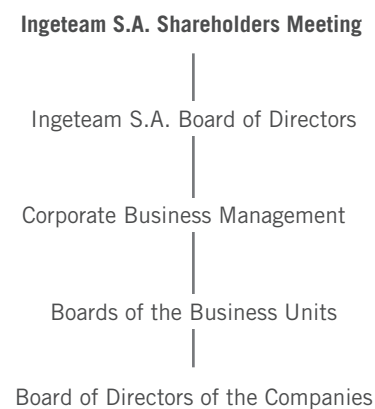 Ingeteam S.A. Shareholders Meeting
Ingeteam S.A. Board of Directors
Corporate Business Management
Boards of the Business Units
Board of Directors of the Companies